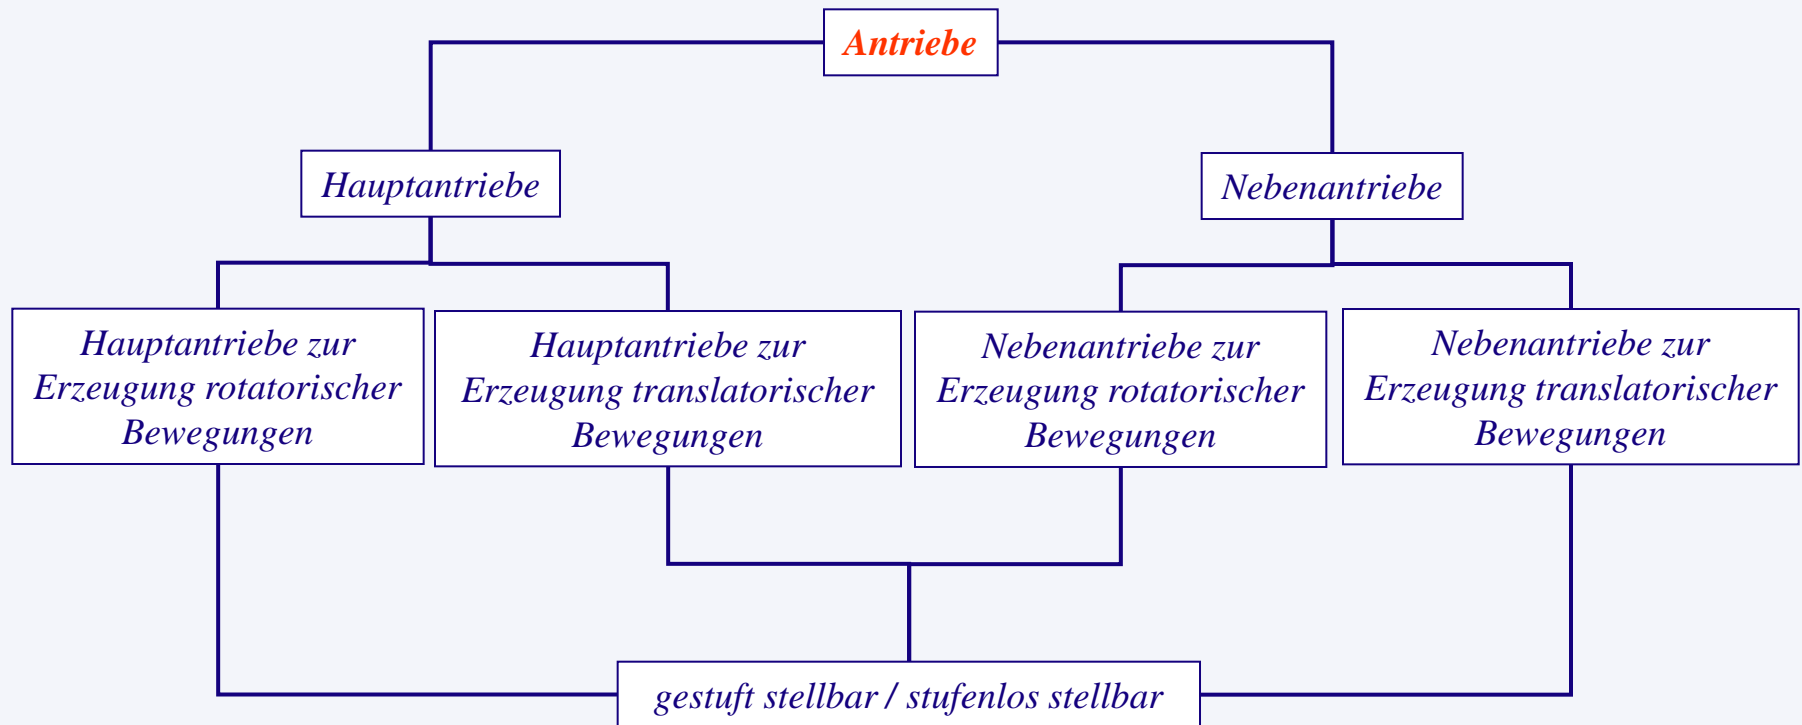 Antriebe
Hauptantriebe
Nebenantriebe
Hauptantriebe zur
Erzeugung rotatorischer
Bewegungen
Hauptantriebe zur
Erzeugung translatorischer
Bewegungen
Nebenantriebe zur
Erzeugung rotatorischer
Bewegungen
Nebenantriebe zur
Erzeugung translatorischer
Bewegungen
gestuft stellbar / stufenlos stellbar